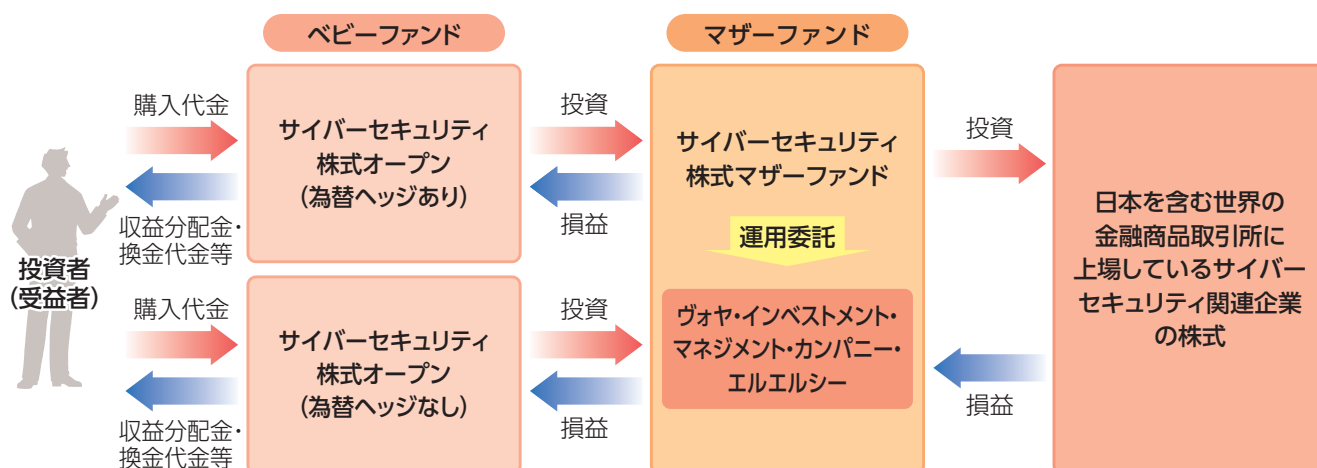 ベビーファンド
マザーファンド
購入代金
収益分配金・
換金代金等
投資者
(受益者)
購入代金
収益分配金・
換金代金等
サイバーセキュリティ
株式オープン
(為替ヘッジあり)
サイバーセキュリティ
株式オープン
(為替ヘッジなし)
投資
損益
投資
損益
サイバーセキュリティ
株式マザーファンド
運用委託
ヴォヤ・インベストメント・
マネジメント・カンパニー・
エルエルシー
投資
損益
日本を含む世界の
金融商品取引所に
上場しているサイバー
セキュリティ関連企業
の株式